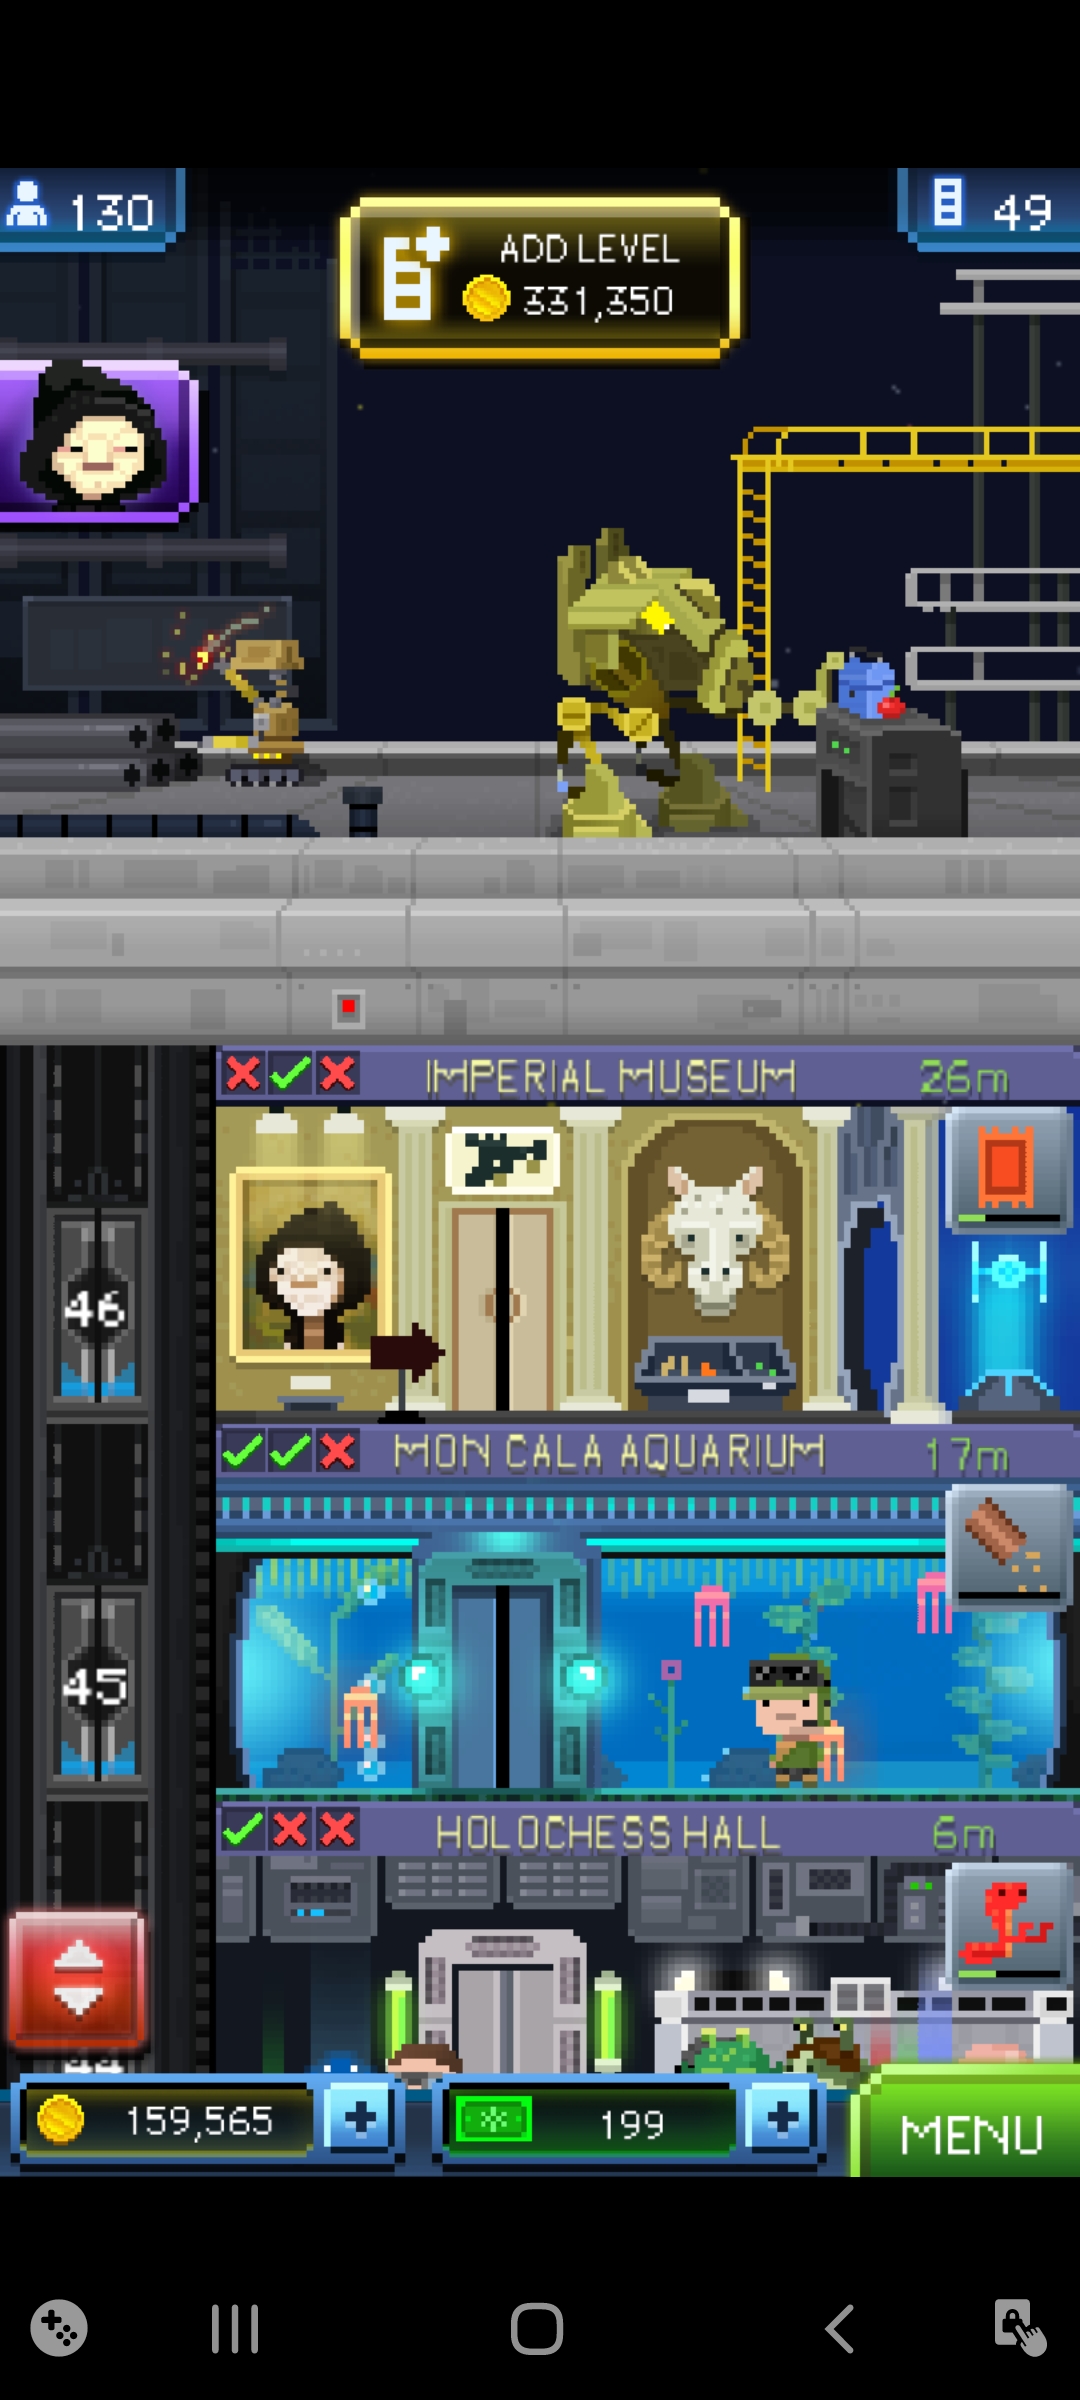 130
ADD LEVEL
331,350
49
IMPERIAL MUSEUM 26m
46
MON CALA AQUARIUM 17m
45
HOLOCHESS HALL 6m
159,565
199
MENU